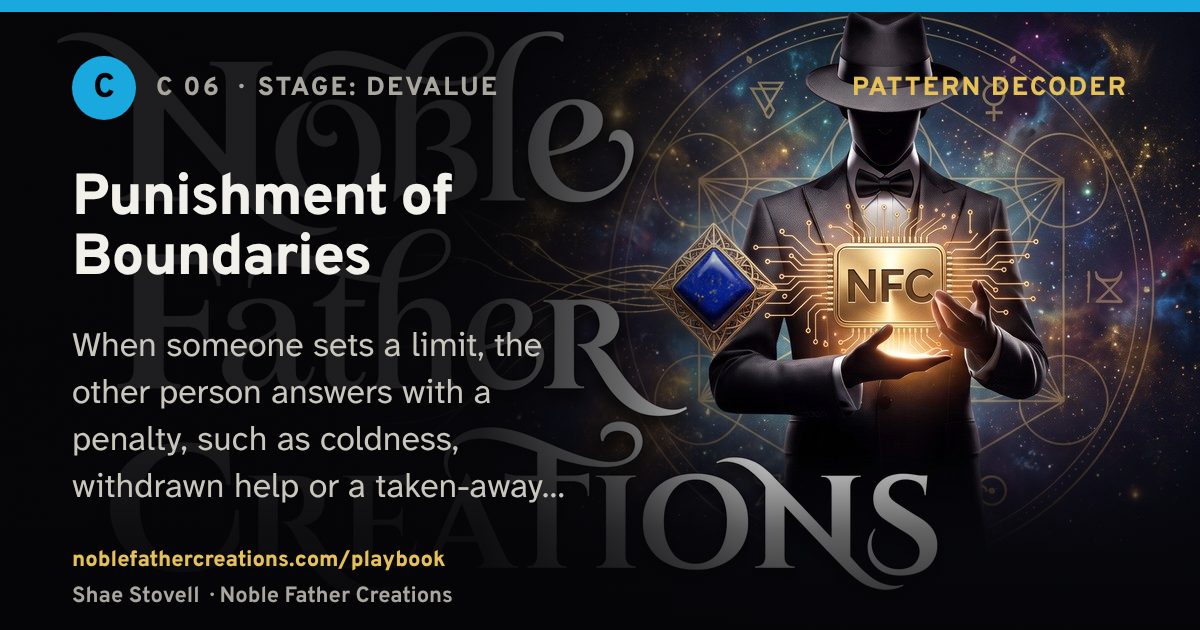 C
C 06 · STAGE: DEVALUE
PATTERN DECODER
Punishment of
Boundaries
When someone sets a limit, the
other person answers with a
penalty, such as coldness,
withdrawn help or a taken-away...
noblefathercreations.com/playbook
Shae Stovell · Noble Father Creations
Noble
Father
Creations
NFC